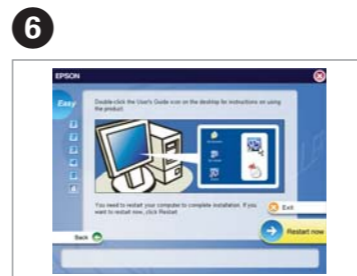 6
EPSON
Easy
Double-click the User's Guide icon on the desktop for instructions on using
the product.
You need to restart your computer to complete installation. If you
want to restart now, click Restart
Exit
Back
Restart now